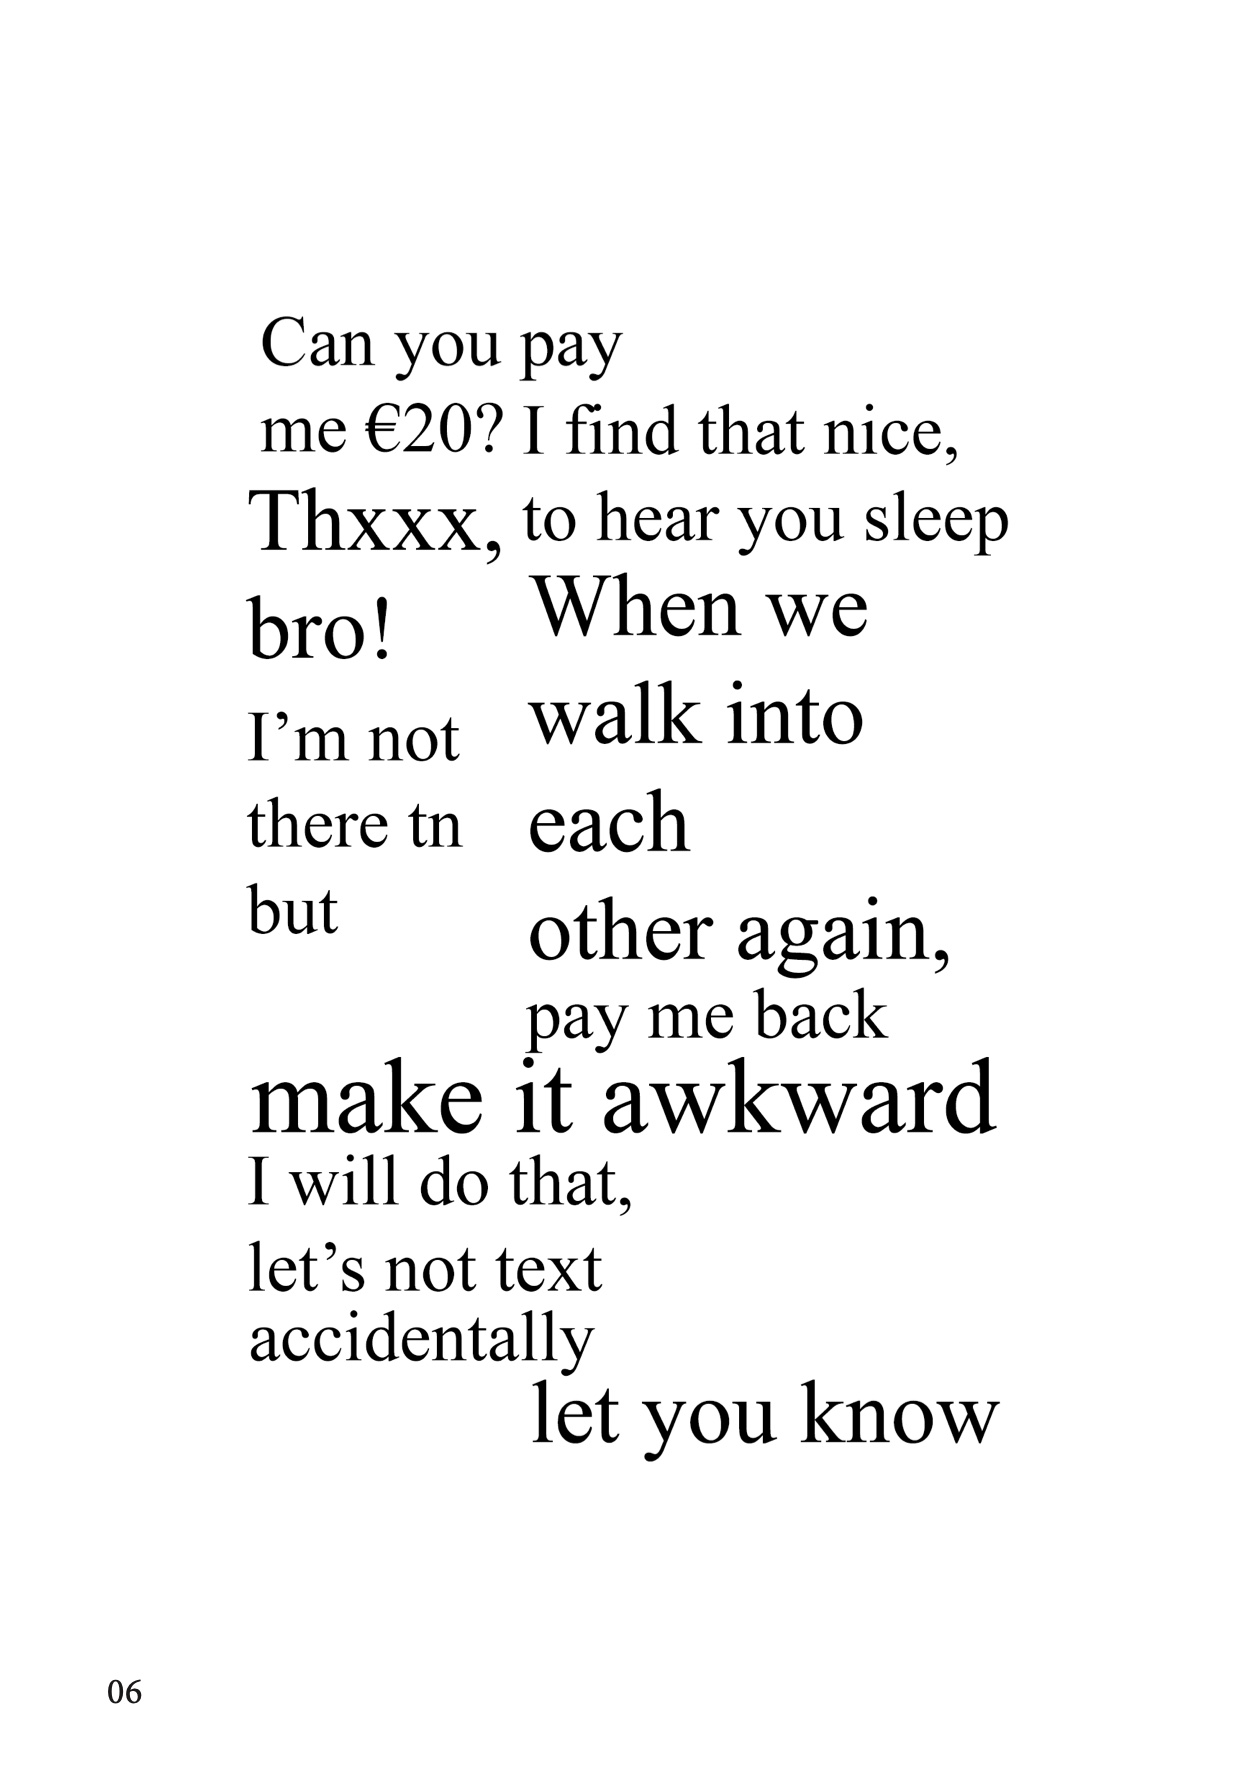 Can you pay
me €20? I find that nice,
Thxxx, to hear you sleep
bro! When we
I’m not walk into
there tn each
but other again,
pay me back
make it awkward
I will do that,
let’s not text
accidentally
let you know
06